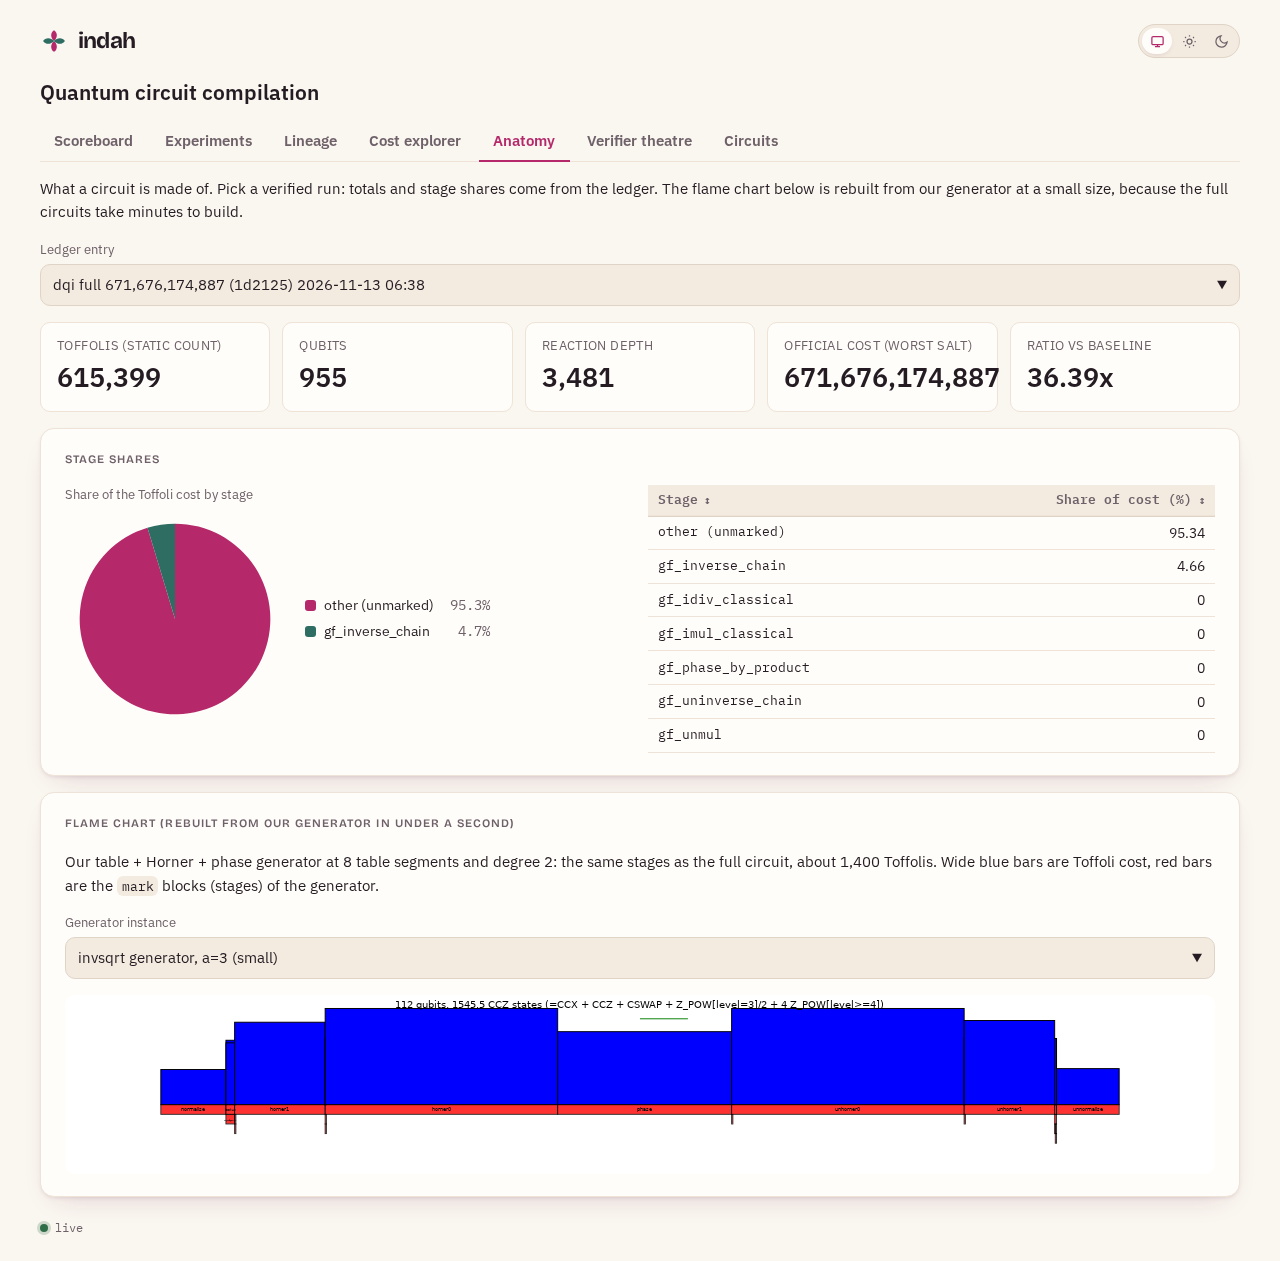 indah
Quantum circuit compilation
Scoreboard
Experiments
Lineage
Cost explorer
Anatomy
Verifier theatre
Circuits
What a circuit is made of. Pick a verified run: totals and stage shares come from the ledger. The flame chart below is rebuilt from our generator at a small size, because the full
circuits take minutes to build.
Ledger entry
dqi full 671,676,174,887 (1d2125) 2026-11-13 06:38
TOFFOLIS (STATIC COUNT)
615,399
QUBITS
955
REACTION DEPTH
3,481
OFFICIAL COST (WORST SALT)
671,676,174,887
RATIO VS BASELINE
36.39x
STAGE SHARES
Share of the Toffoli cost by stage
other (unmarked) 95.3%
gf_inverse_chain 4.7%
Stage ↕ Share of cost (%) ↕
other (unmarked) 95.34
gf_inverse_chain 4.66
gf_idiv_classical 0
gf_imul_classical 0
gf_phase_by_product 0
gf_uninverse_chain 0
gf_unmul 0
FLAME CHART (REBUILT FROM OUR GENERATOR IN UNDER A SECOND)
Our table + Horner + phase generator at 8 table segments and degree 2: the same stages as the full circuit, about 1,400 Toffolis. Wide blue bars are Toffoli cost, red bars
are the mark blocks (stages) of the generator.
Generator instance
invsqrt generator, a=3 (small)
112 qubits, 1545.5 CCZ states (=CCX + CCZ + CSWAP + Z_POW[level=3]/2 + 4 Z_POW[level>=4])
normalise
horner1
horner0
phase
unhorner0
unhorner1
unnormalise
live